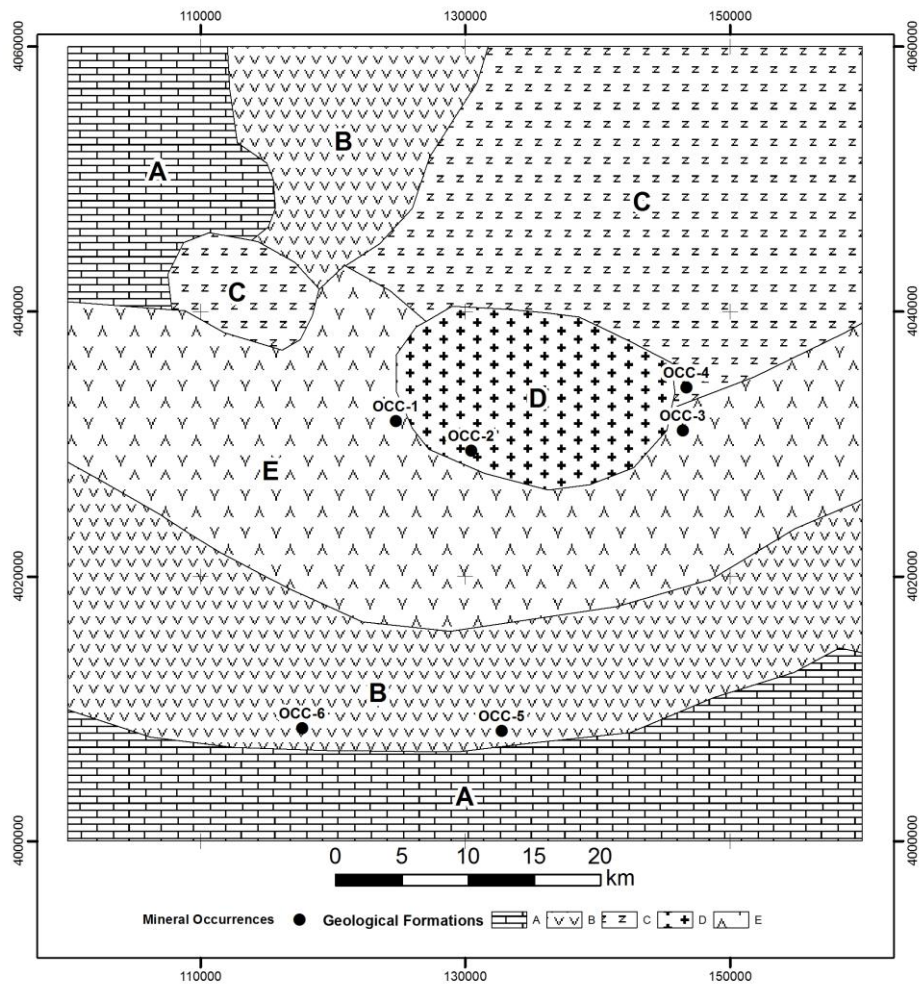 110000 130000 150000
4060000 4060000
B
A
C
C
4040000 4040000
OCC-4
D
OCC-1
OCC-3
OCC-2
E
4020000 4020000
B
OCC-6 OCC-5
A
4000000 4000000
0 5 10 15 20
km
Mineral Occurrences Geological Formations A B C D E
110000 130000 150000